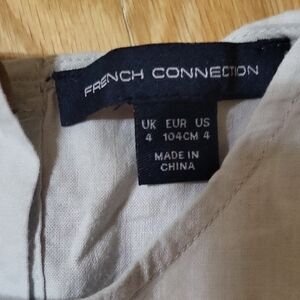 FRENCH CONNECTION
UK EUR US
4 104CM 4
MADE IN
CHINA